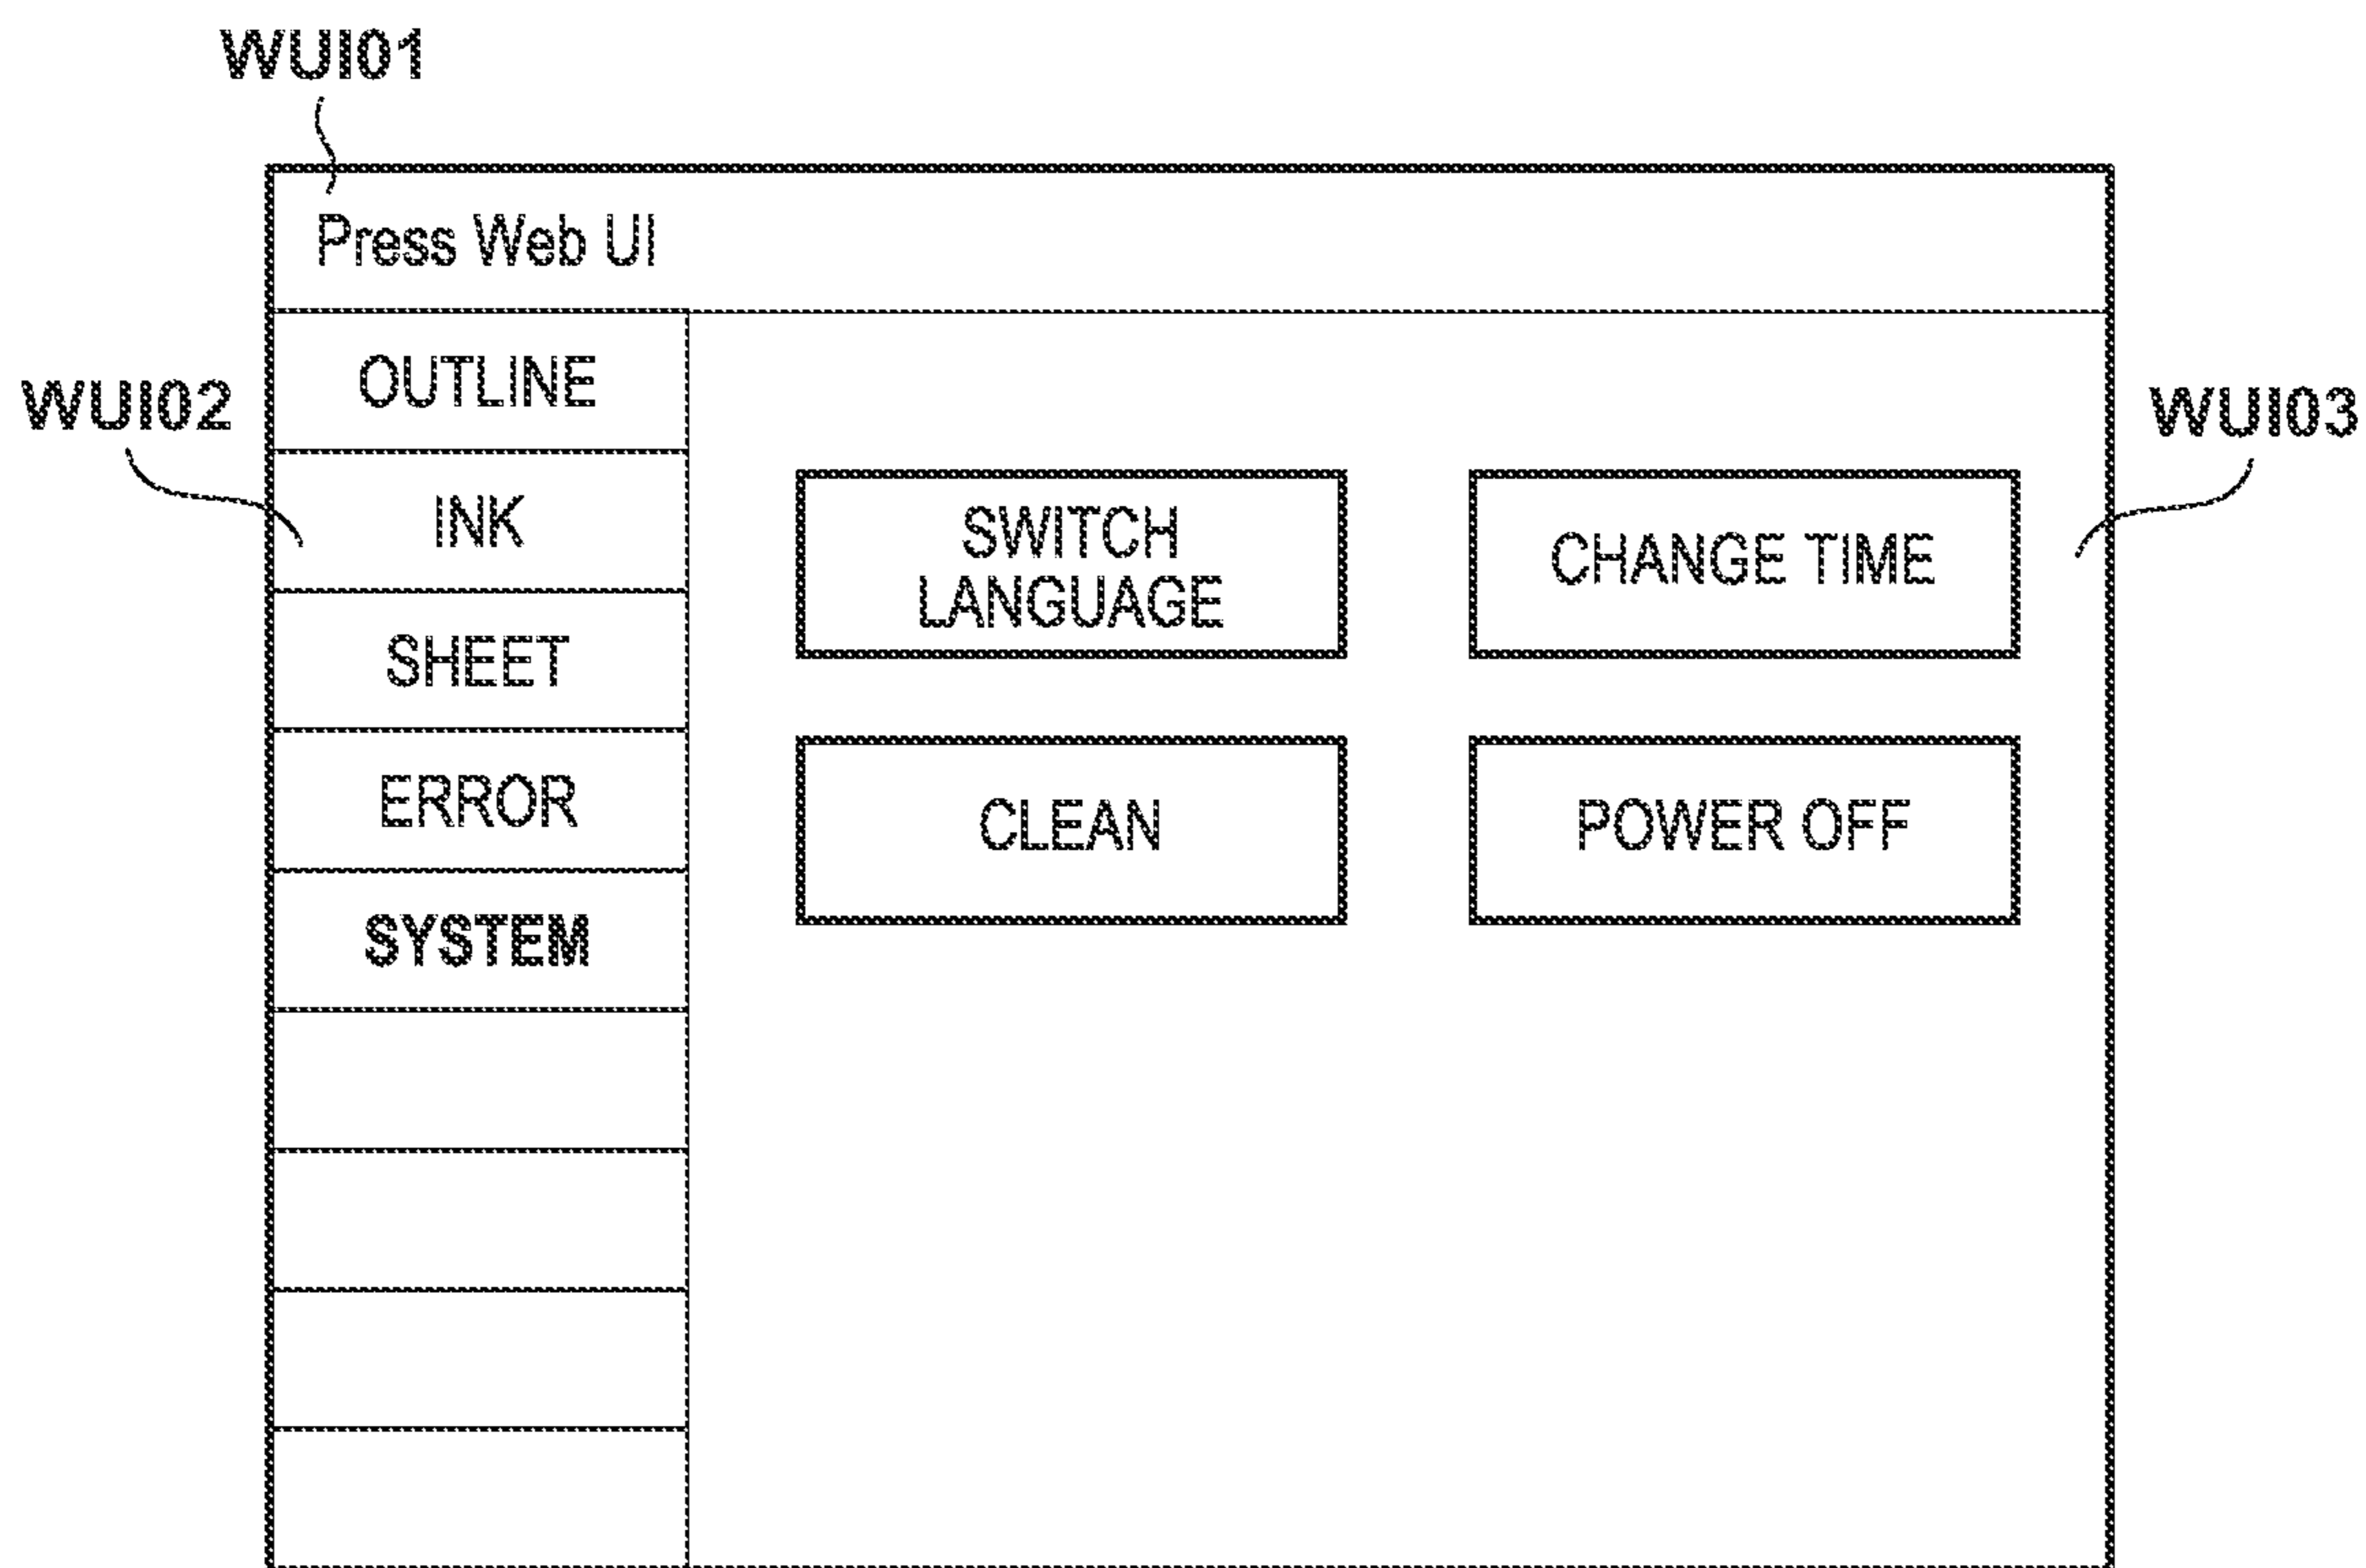 WUI01
Press Web UI
WUI02
OUTLINE
INK
SHEET
ERROR
SYSTEM
WUI03
SWITCH
LANGUAGE
CHANGE TIME
CLEAN
POWER OFF